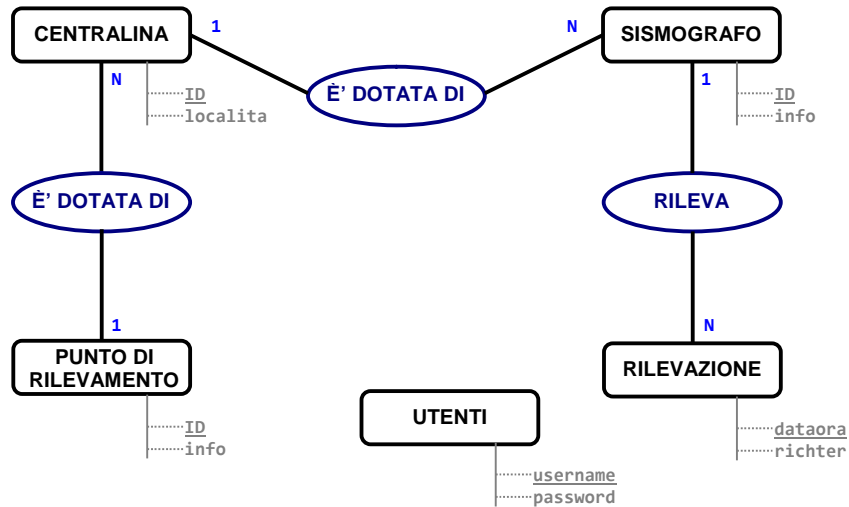 CENTRALINA
1
N
SISMOGRAFO
N
ID
localita
È' DOTATA DI
1
ID
info
È' DOTATA DI
RILEVA
1
N
PUNTO DI
RILEVAMENTO
RILEVAZIONE
ID
info
UTENTI
dataora
richter
username
password